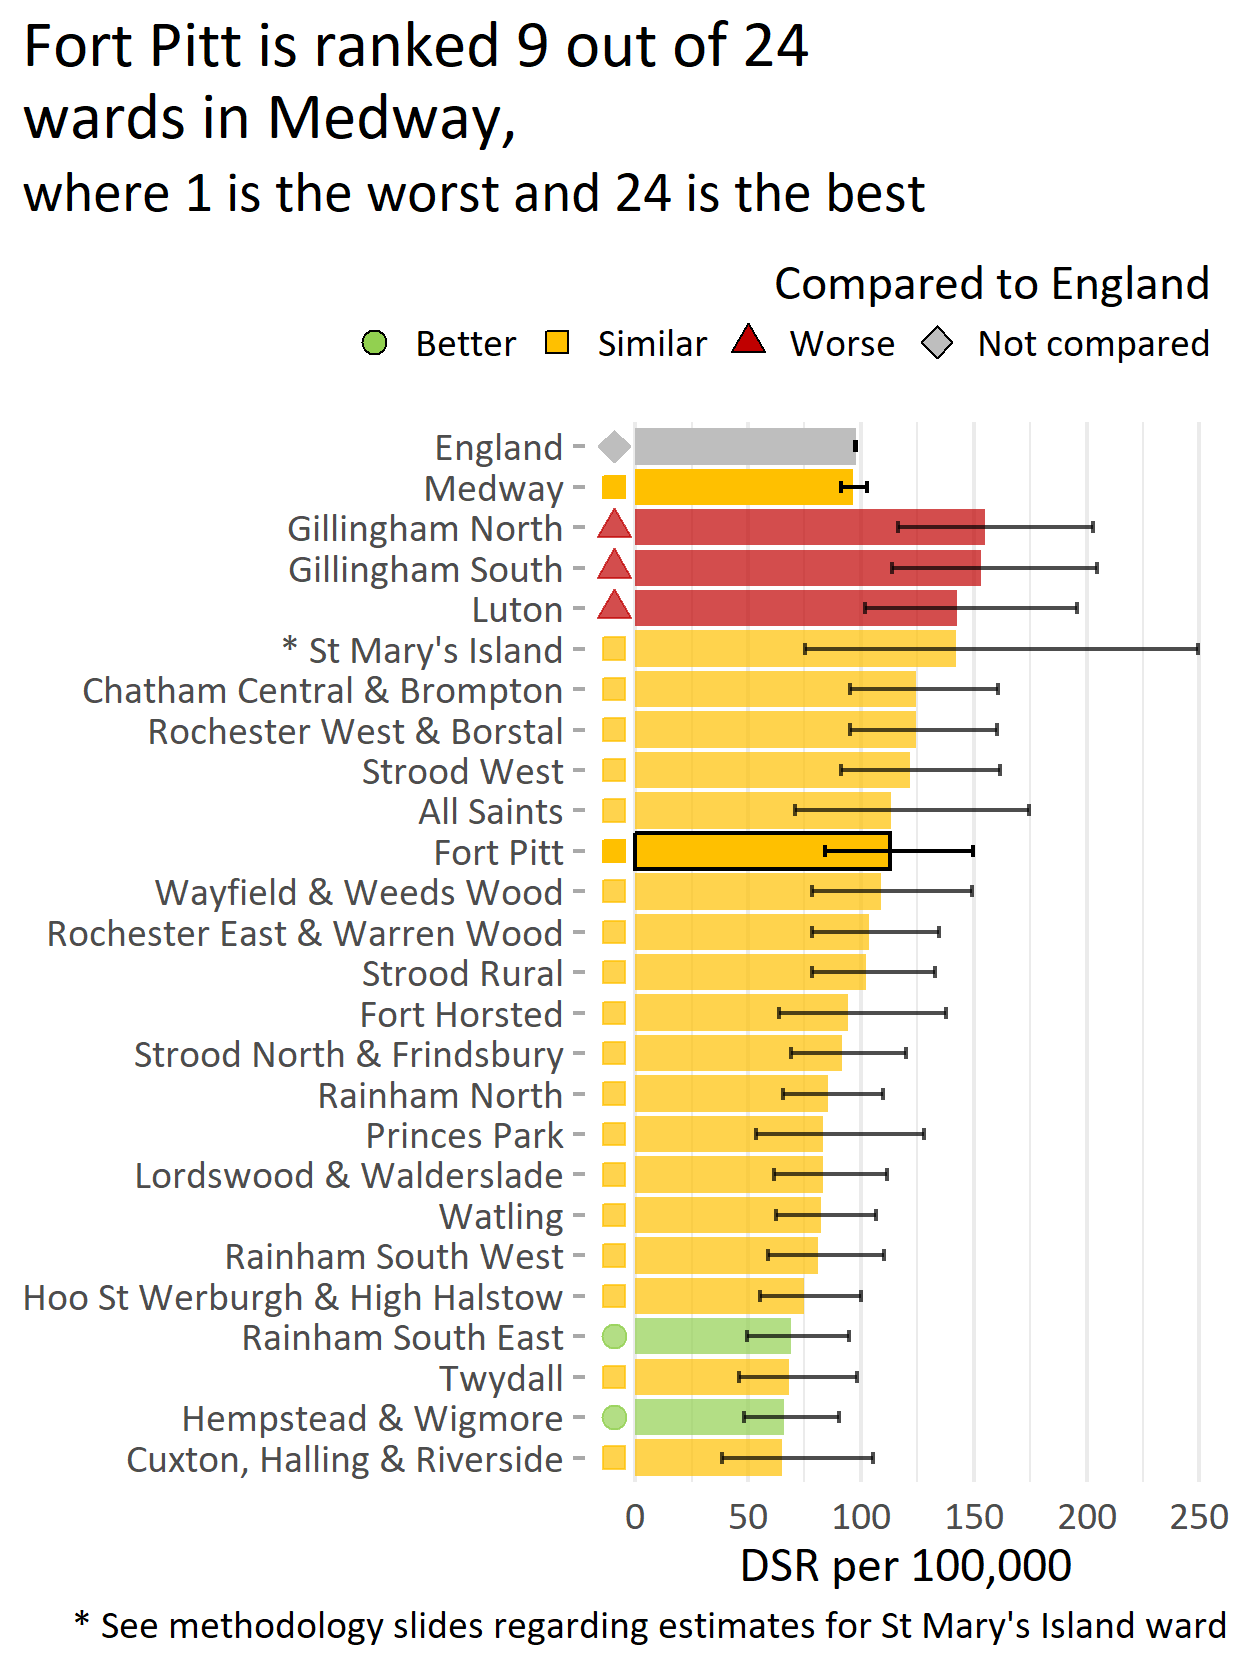 Fort Pitt is ranked 9 out of 24
wards in Medway,
where 1 is the worst and 24 is the best
Compared to England
Better Similar Worse Not compared
England
Medway
Gillingham North
Gillingham South
Luton
* St Mary's Island
Chatham Central & Brompton
Rochester West & Borstal
Strood West
All Saints
Fort Pitt
Wayfield & Weeds Wood
Rochester East & Warren Wood
Strood Rural
Fort Horsted
Strood North & Frindsbury
Rainham North
Princes Park
Lordswood & Walderslade
Watling
Rainham South West
Hoo St Werburgh & High Halstow
Rainham South East
Twydall
Hempstead & Wigmore
Cuxton, Halling & Riverside
0 50 100 150 200 250
DSR per 100,000
* See methodology slides regarding estimates for St Mary's Island ward